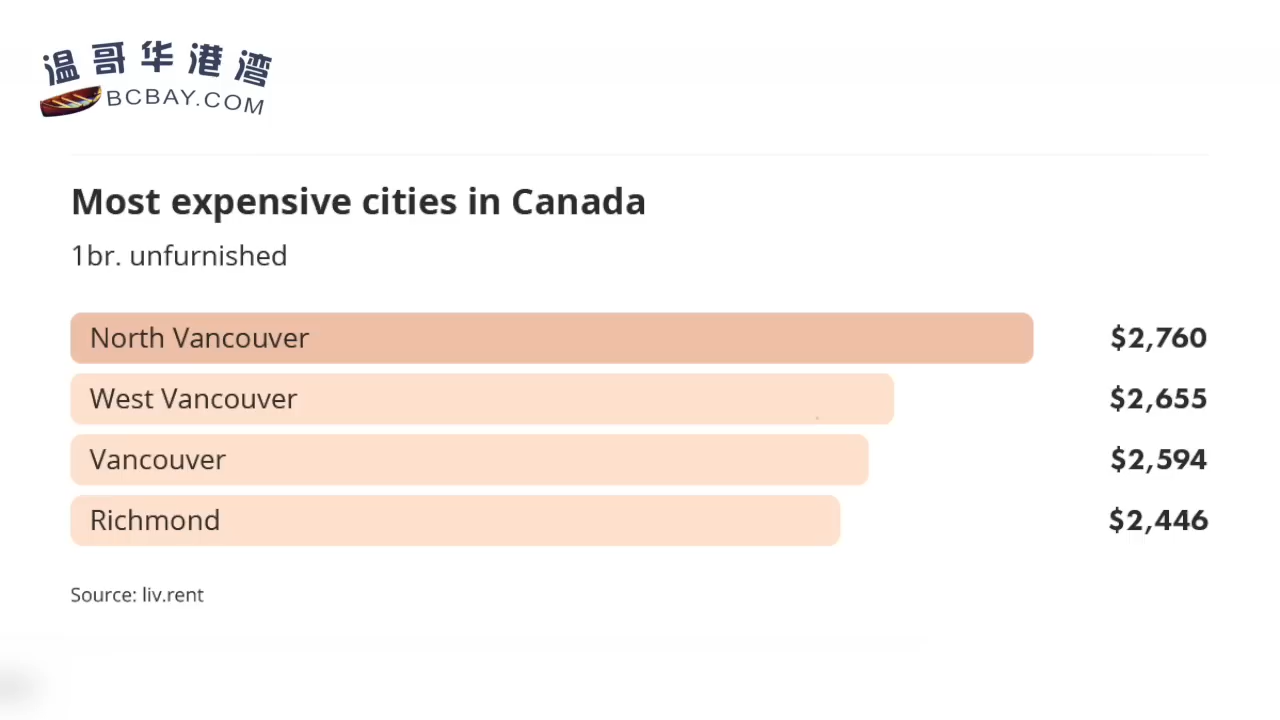 温哥华港湾
BCBAY.COM
Most expensive cities in Canada
1br. unfurnished
North Vancouver $2,760
West Vancouver $2,655
Vancouver $2,594
Richmond $2,446
Source: liv.rent